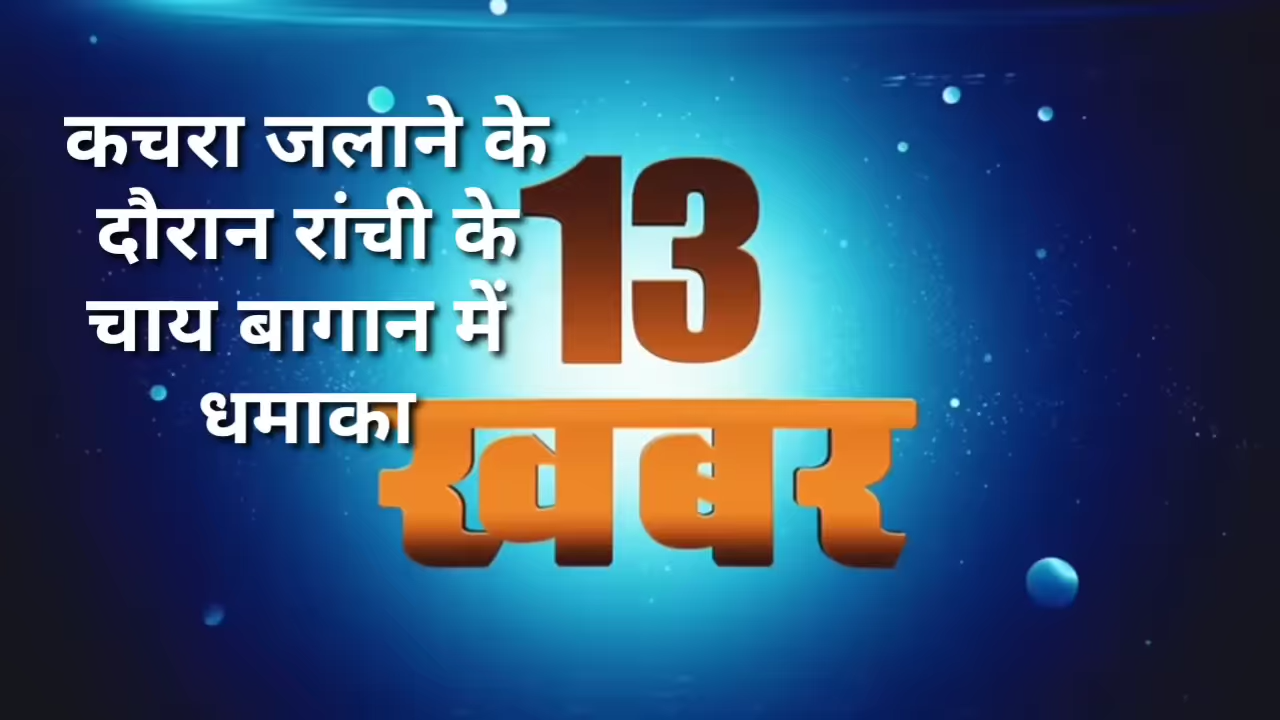 कचरा जलाने के
दौरान रांची के
चाय बागान में
धमाका
13
खबर